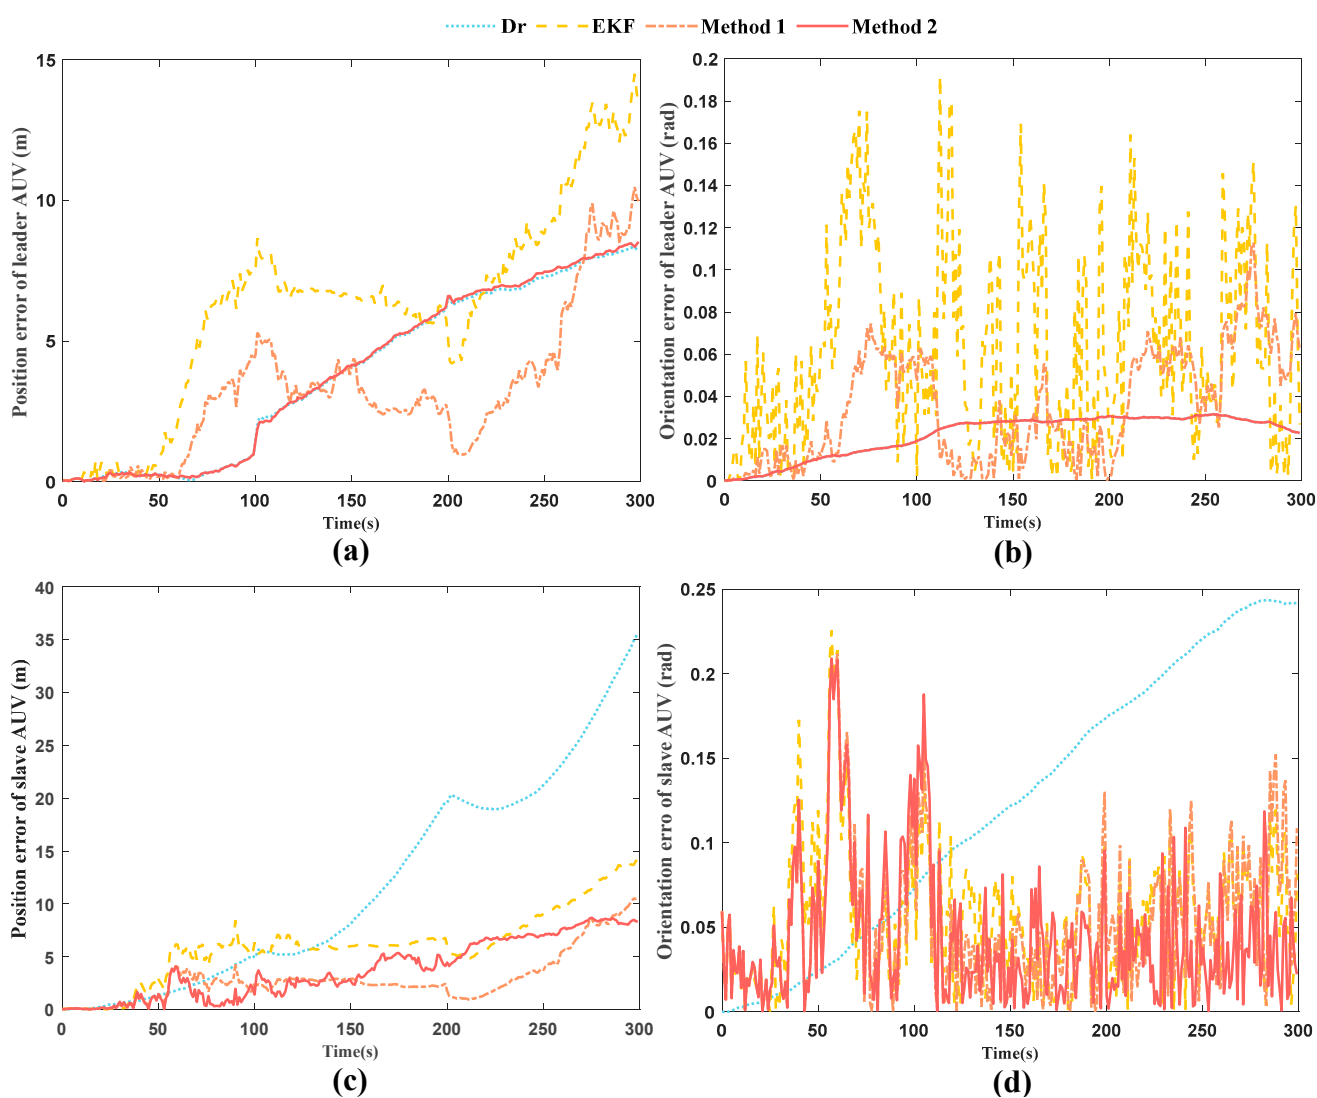 Dr EKF Method 1 Method 2
Position error of leader AUV (m)
15
10
5
0
0 50 100 150 200 250 300
Time(s)
(a)
Orientation error of leader AUV (rad)
0.2
0.18
0.16
0.14
0.12
0.1
0.08
0.06
0.04
0.02
0
0 50 100 150 200 250 300
Time(s)
(b)
Position error of slave AUV (m)
40
35
30
25
20
15
10
5
0
0 50 100 150 200 250 300
Time(s)
(c)
Orientation erro of slave AUV (rad)
0.25
0.2
0.15
0.1
0.05
0
0 50 100 150 200 250 300
Time(s)
(d)